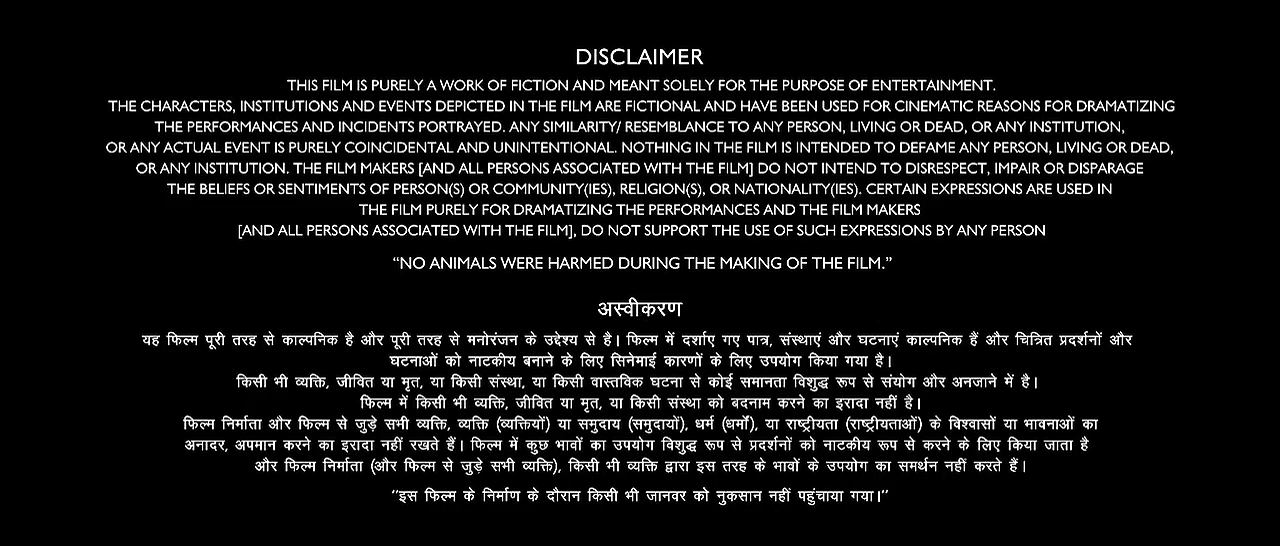 DISCLAIMER
THIS FILM IS PURELY A WORK OF FICTION AND MEANT SOLELY FOR THE PURPOSE OF ENTERTAINMENT.
THE CHARACTERS, INSTITUTIONS AND EVENTS DEPICTED IN THE FILM ARE FICTIONAL AND HAVE BEEN USED FOR CINEMATIC REASONS FOR DRAMATIZING
THE PERFORMANCES AND INCIDENTS PORTRAYED. ANY SIMILARITY/ RESEMBLANCE TO ANY PERSON, LIVING OR DEAD, OR ANY INSTITUTION,
OR ANY ACTUAL EVENT IS PURELY COINCIDENTAL AND UNINTENTIONAL. NOTHING IN THE FILM IS INTENDED TO DEFAME ANY PERSON, LIVING OR DEAD,
OR ANY INSTITUTION. THE FILM MAKERS [AND ALL PERSONS ASSOCIATED WITH THE FILM] DO NOT INTEND TO DISRESPECT, IMPAIR OR DISPARAGE
THE BELIEFS OR SENTIMENTS OF PERSON(S) OR COMMUNITY(IES), RELIGION(S), OR NATIONALITY(IES). CERTAIN EXPRESSIONS ARE USED IN
THE FILM PURELY FOR DRAMATIZING THE PERFORMANCES AND THE FILM MAKERS
[AND ALL PERSONS ASSOCIATED WITH THE FILM], DO NOT SUPPORT THE USE OF SUCH EXPRESSIONS BY ANY PERSON
“NO ANIMALS WERE HARMED DURING THE MAKING OF THE FILM.”
अस्वीकरण
यह फिल्म पूरी तरह से काल्पनिक है और पूरी तरह से मनोरंजन के उद्देश्य से है। फिल्म में दर्शाए गए पात्र, संस्थाएं और घटनाएं काल्पनिक हैं और चित्रित प्रदर्शनों और
घटनाओं को नाटकीय बनाने के लिए सिनेमाई कारणों के लिए उपयोग किया गया है।
किसी भी व्यक्ति, जीवित या मृत, या किसी संस्था, या किसी वास्तविक घटना से कोई समानता विशुद्ध रूप से संयोग और अनजाने में है।
फिल्म में किसी भी व्यक्ति, जीवित या मृत, या किसी संस्था को बदनाम करने का इरादा नहीं है।
फिल्म निर्माता और फिल्म से जुड़े सभी व्यक्ति, व्यक्ति (व्यक्तियों) या समुदाय (समुदायों), धर्म (धर्मों), या राष्ट्रीयता (राष्ट्रीयताओं) के विश्वासों या भावनाओं का
अनादर, अपमान करने का इरादा नहीं रखते हैं। फिल्म में कुछ भावों का उपयोग विशुद्ध रूप से प्रदर्शनों को नाटकीय रूप से करने के लिए किया जाता है
और फिल्म निर्माता (और फिल्म से जुड़े सभी व्यक्ति), किसी भी व्यक्ति द्वारा इस तरह के भावों के उपयोग का समर्थन नहीं करते हैं।
“इस फिल्म के निर्माण के दौरान किसी भी जानवर को नुकसान नहीं पहुंचाया गया।”